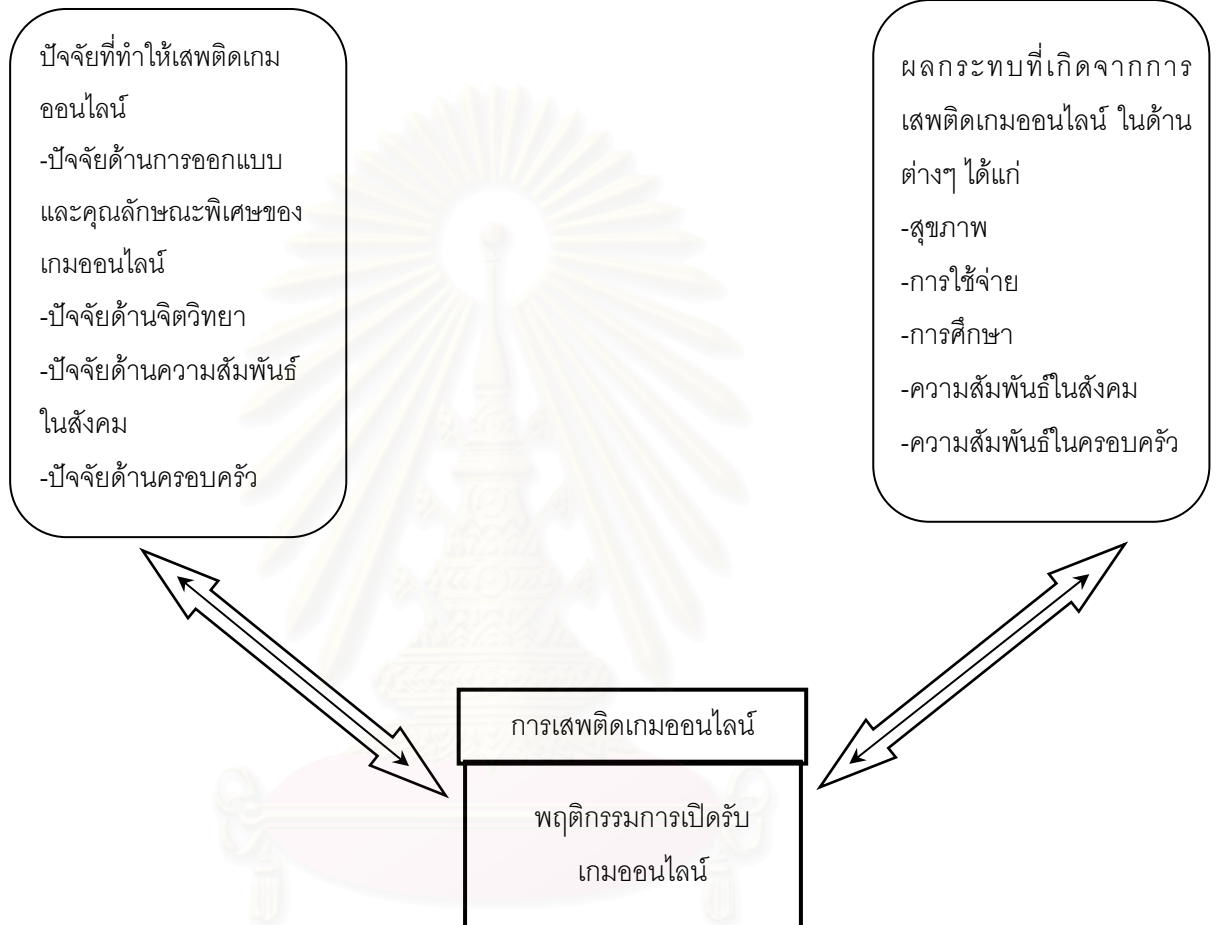 ปัจจัยที่ทำให้เสพติดเกม
ออนไลน์
-ปัจจัยด้านการออกแบบ
และคุณลักษณะพิเศษของ
เกมออนไลน์
-ปัจจัยด้านจิตวิทยา
-ปัจจัยด้านความสัมพันธ์
ในสังคม
-ปัจจัยด้านครอบครัว
ผลกระทบที่เกิดจากการ
เสพติดเกมออนไลน์ ในด้าน
ต่างๆ ได้แก่
-สุขภาพ
-การใช้จ่าย
-การศึกษา
-ความสัมพันธ์ในสังคม
-ความสัมพันธ์ในครอบครัว
การเสพติดเกมออนไลน์
พฤติกรรมการเปิดรับ
เกมออนไลน์